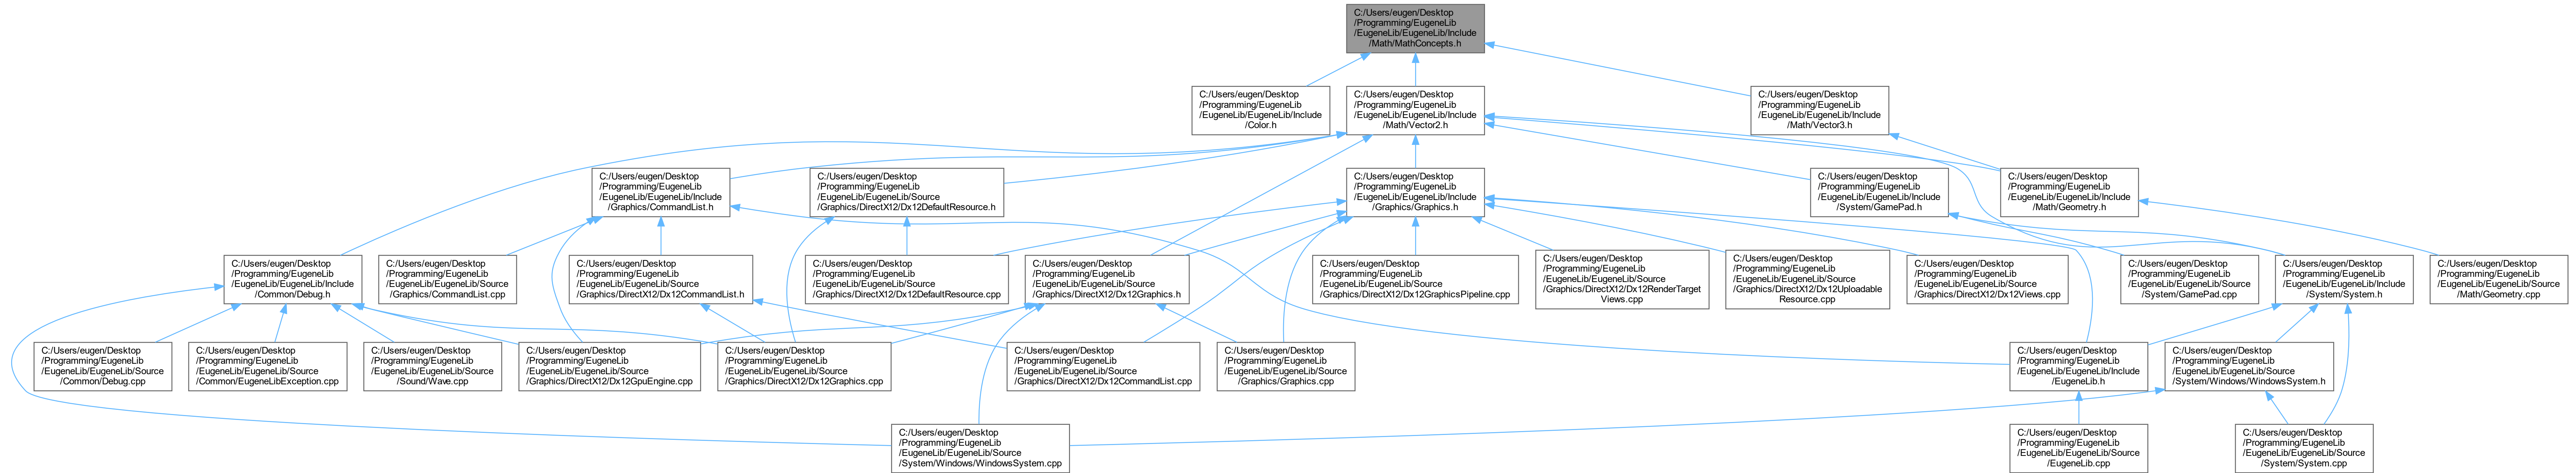 C:/Users/eugen/Desktop
/Programming/EugeneLib
/EugeneLib/EugeneLib/Include
/Math/MathConcepts.h
C:/Users/eugen/Desktop
/Programming/EugeneLib
/EugeneLib/EugeneLib/Include
/Color.h
C:/Users/eugen/Desktop
/Programming/EugeneLib
/EugeneLib/EugeneLib/Include
/Math/Vector2.h
C:/Users/eugen/Desktop
/Programming/EugeneLib
/EugeneLib/EugeneLib/Include
/Math/Vector3.h
C:/Users/eugen/Desktop
/Programming/EugeneLib
/EugeneLib/EugeneLib/Include
/Graphics/CommandList.h
C:/Users/eugen/Desktop
/Programming/EugeneLib
/EugeneLib/EugeneLib/Source
/Graphics/DirectX12/Dx12DefaultResource.h
C:/Users/eugen/Desktop
/Programming/EugeneLib
/EugeneLib/EugeneLib/Include
/Graphics/Graphics.h
C:/Users/eugen/Desktop
/Programming/EugeneLib
/EugeneLib/EugeneLib/Include
/System/GamePad.h
C:/Users/eugen/Desktop
/Programming/EugeneLib
/EugeneLib/EugeneLib/Include
/Math/Geometry.h
C:/Users/eugen/Desktop
/Programming/EugeneLib
/EugeneLib/EugeneLib/Include
/Common/Debug.h
C:/Users/eugen/Desktop
/Programming/EugeneLib
/EugeneLib/EugeneLib/Source
/Graphics/CommandList.cpp
C:/Users/eugen/Desktop
/Programming/EugeneLib
/EugeneLib/EugeneLib/Source
/Graphics/DirectX12/Dx12CommandList.h
C:/Users/eugen/Desktop
/Programming/EugeneLib
/EugeneLib/EugeneLib/Source
/Graphics/DirectX12/Dx12DefaultResource.cpp
C:/Users/eugen/Desktop
/Programming/EugeneLib
/EugeneLib/EugeneLib/Source
/Graphics/DirectX12/Dx12Graphics.h
C:/Users/eugen/Desktop
/Programming/EugeneLib
/EugeneLib/EugeneLib/Source
/Graphics/DirectX12/Dx12GraphicsPipeline.cpp
C:/Users/eugen/Desktop
/Programming/EugeneLib
/EugeneLib/EugeneLib/Source
/Graphics/DirectX12/Dx12RenderTarget
Views.cpp
C:/Users/eugen/Desktop
/Programming/EugeneLib
/EugeneLib/EugeneLib/Source
/Graphics/DirectX12/Dx12Uploadable
Resource.cpp
C:/Users/eugen/Desktop
/Programming/EugeneLib
/EugeneLib/EugeneLib/Source
/Graphics/DirectX12/Dx12Views.cpp
C:/Users/eugen/Desktop
/Programming/EugeneLib
/EugeneLib/EugeneLib/Source
/System/GamePad.cpp
C:/Users/eugen/Desktop
/Programming/EugeneLib
/EugeneLib/EugeneLib/Include
/System/System.h
C:/Users/eugen/Desktop
/Programming/EugeneLib
/EugeneLib/EugeneLib/Source
/Math/Geometry.cpp
C:/Users/eugen/Desktop
/Programming/EugeneLib
/EugeneLib/EugeneLib/Source
/Common/Debug.cpp
C:/Users/eugen/Desktop
/Programming/EugeneLib
/EugeneLib/EugeneLib/Source
/Common/EugeneLibException.cpp
C:/Users/eugen/Desktop
/Programming/EugeneLib
/EugeneLib/EugeneLib/Source
/Sound/Wave.cpp
C:/Users/eugen/Desktop
/Programming/EugeneLib
/EugeneLib/EugeneLib/Source
/Graphics/DirectX12/Dx12GpuEngine.cpp
C:/Users/eugen/Desktop
/Programming/EugeneLib
/EugeneLib/EugeneLib/Source
/Graphics/DirectX12/Dx12Graphics.cpp
C:/Users/eugen/Desktop
/Programming/EugeneLib
/EugeneLib/EugeneLib/Source
/Graphics/DirectX12/Dx12CommandList.cpp
C:/Users/eugen/Desktop
/Programming/EugeneLib
/EugeneLib/EugeneLib/Source
/Graphics/Graphics.cpp
C:/Users/eugen/Desktop
/Programming/EugeneLib
/EugeneLib/EugeneLib/Include
/EugeneLib.h
C:/Users/eugen/Desktop
/Programming/EugeneLib
/EugeneLib/EugeneLib/Source
/System/Windows/WindowsSystem.h
C:/Users/eugen/Desktop
/Programming/EugeneLib
/EugeneLib/EugeneLib/Source
/System/Windows/WindowsSystem.cpp
C:/Users/eugen/Desktop
/Programming/EugeneLib
/EugeneLib/EugeneLib/Source
/EugeneLib.cpp
C:/Users/eugen/Desktop
/Programming/EugeneLib
/EugeneLib/EugeneLib/Source
/System/System.cpp